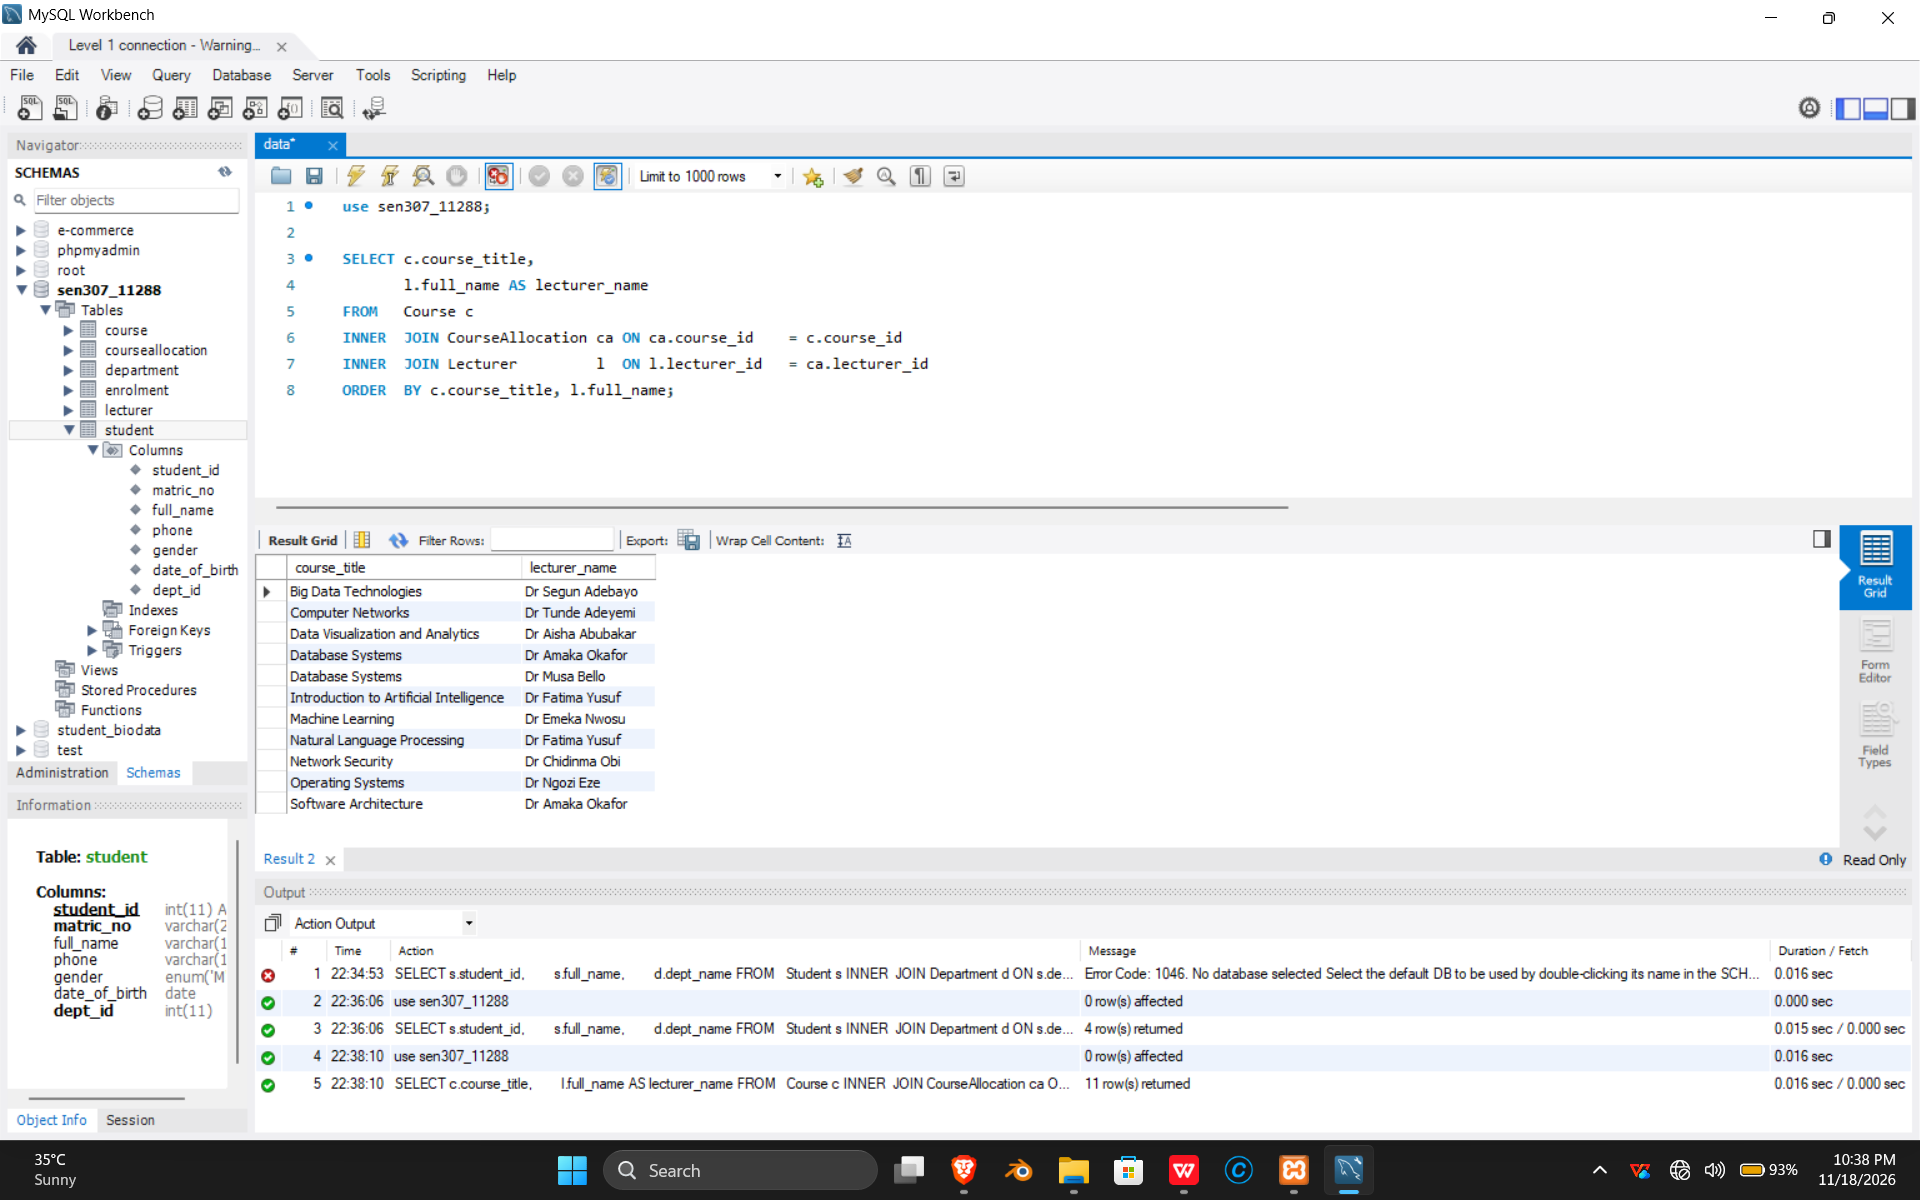 MySQL Workbench
Level 1 connection - Warning...
File Edit View Query Database Server Tools Scripting Help
Navigator
SCHEMAS
Filter objects
e-commerce
phpmyadmin
root
sen307_11288
Tables
course
courseallocation
department
enrolment
lecturer
student
Columns
student_id
matric_no
full_name
phone
gender
date_of_birth
dept_id
Indexes
Foreign Keys
Triggers
Views
Stored Procedures
Functions
student_biodata
test
Administration Schemas
Information
Table: student
Columns:
student_id int(11) A
matric_no varchar(2
full_name varchar(1
phone varchar(1
gender enum('M
date_of_birth date
dept_id int(11)
Object Info Session
data*
Limit to 1000 rows
1 use sen307_11288;
2
3 SELECT c.course_title,
4 l.full_name AS lecturer_name
5 FROM Course c
6 INNER JOIN CourseAllocation ca ON ca.course_id = c.course_id
7 INNER JOIN Lecturer l ON l.lecturer_id = ca.lecturer_id
8 ORDER BY c.course_title, l.full_name;
Result Grid Filter Rows: Export: Wrap Cell Content:
course_title lecturer_name
Big Data Technologies Dr Segun Adebayo
Computer Networks Dr Tunde Adeyemi
Data Visualization and Analytics Dr Aisha Abubakar
Database Systems Dr Amaka Okafor
Database Systems Dr Musa Bello
Introduction to Artificial Intelligence Dr Fatima Yusuf
Machine Learning Dr Emeka Nwosu
Natural Language Processing Dr Fatima Yusuf
Network Security Dr Chidinma Obi
Operating Systems Dr Ngozi Eze
Software Architecture Dr Amaka Okafor
Result Grid
Form Editor
Field Types
Result 2
Read Only
Output
Action Output
# Time Action Message Duration / Fetch
1 22:34:53 SELECT s.student_id, s.full_name, d.dept_name FROM Student s INNER JOIN Department d ON s.de... Error Code: 1046. No database selected Select the default DB to be used by double-clicking its name in the SCH... 0.016 sec
2 22:36:06 use sen307_11288 0 row(s) affected 0.000 sec
3 22:36:06 SELECT s.student_id, s.full_name, d.dept_name FROM Student s INNER JOIN Department d ON s.de... 4 row(s) returned 0.015 sec / 0.000 sec
4 22:38:10 use sen307_11288 0 row(s) affected 0.016 sec
5 22:38:10 SELECT c.course_title, l.full_name AS lecturer_name FROM Course c INNER JOIN CourseAllocation ca O... 11 row(s) returned 0.016 sec / 0.000 sec
35°C
Sunny
Search
93%
10:38 PM
11/18/2026